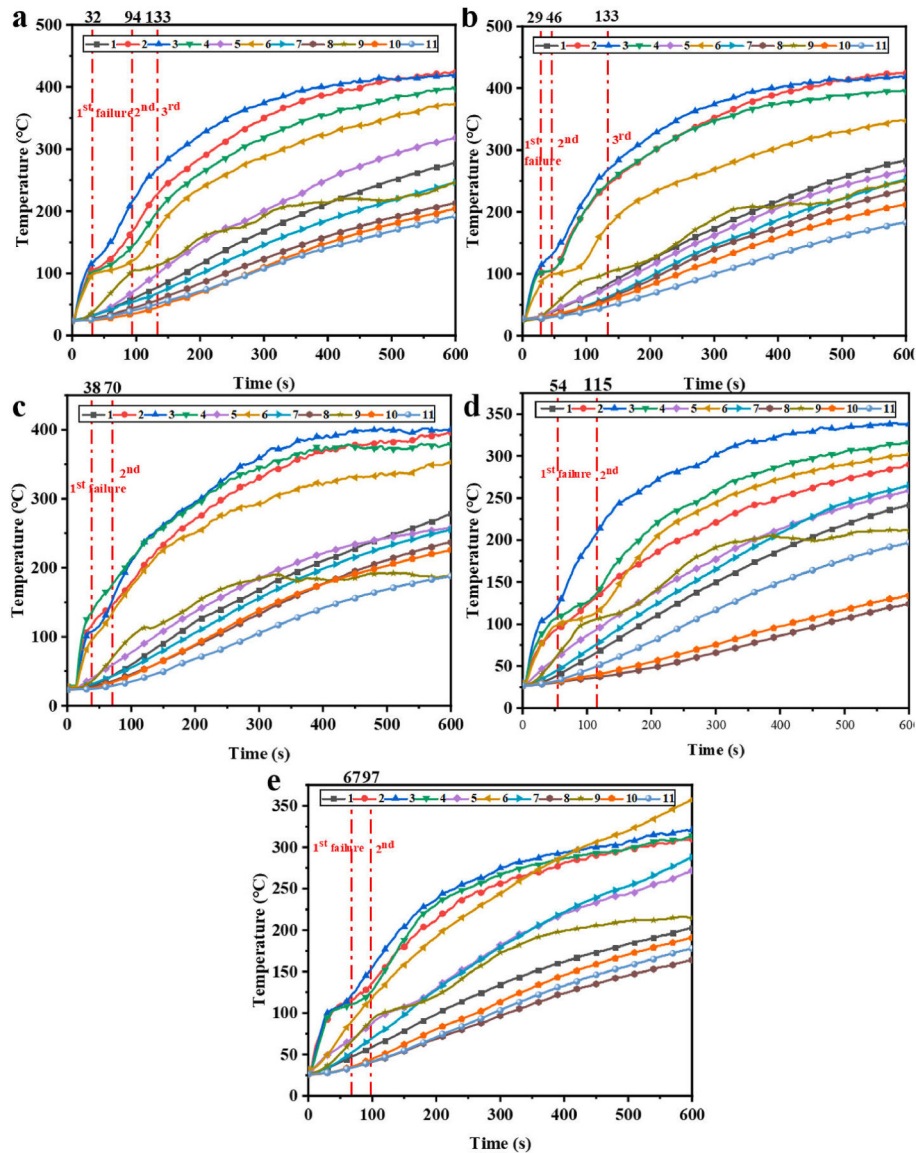 a
32 94 133
1 2 3 4 5 6 7 8 9 10 11
1st failure 2nd 3rd
Temperature (°C)
500
400
300
200
100
0
0 100 200 300 400 500 600
Time (s)
b
29 46 133
1 2 3 4 5 6 7 8 9 10 11
1st failure 2nd 3rd
Temperature (°C)
500
400
300
200
100
0
0 100 200 300 400 500 600
Time (s)
c
38 70
1 2 3 4 5 6 7 8 9 10 11
1st failure 2nd
Temperature (°C)
400
300
200
100
0
0 100 200 300 400 500 600
Time (s)
d
54 115
1 2 3 4 5 6 7 8 9 10 11
1st failure 2nd
Temperature (°C)
350
300
250
200
150
100
50
0
0 100 200 300 400 500 600
Time (s)
e
67 97
1 2 3 4 5 6 7 8 9 10 11
1st failure 2nd
Temperature (°C)
350
300
250
200
150
100
50
0
0 100 200 300 400 500 600
Time (s)